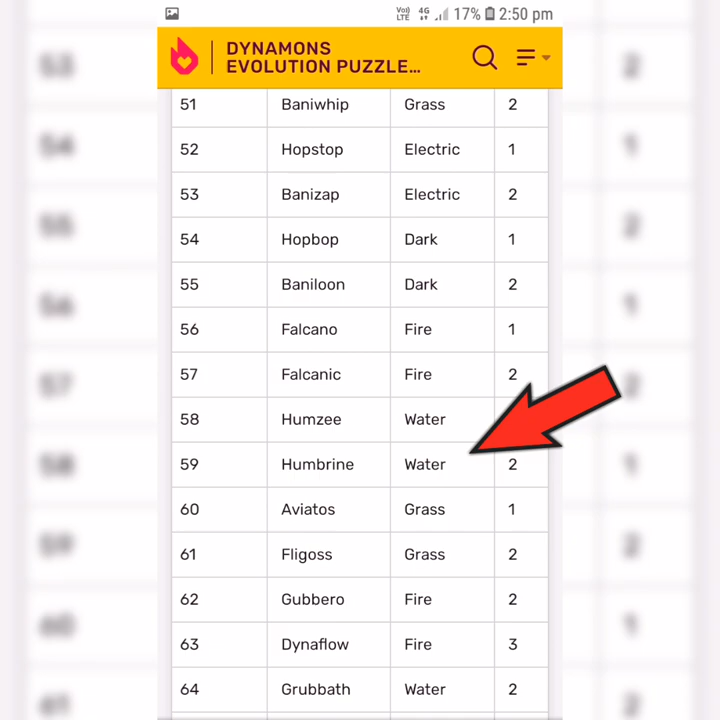 Vo) 4G 17% 2:50 pm
LTE
DYNAMONS
EVOLUTION PUZZLE...
51 Baniwhip Grass 2
52 Hopstop Electric 1
53 Banizap Electric 2
54 Hopbop Dark 1
55 Baniloon Dark 2
56 Falcano Fire 1
57 Falcanic Fire 2
58 Humzee Water
59 Humbrine Water 2
60 Aviatos Grass 1
61 Fligoss Grass 2
62 Gubbero Fire 2
63 Dynaflow Fire 3
64 Grubbath Water 2